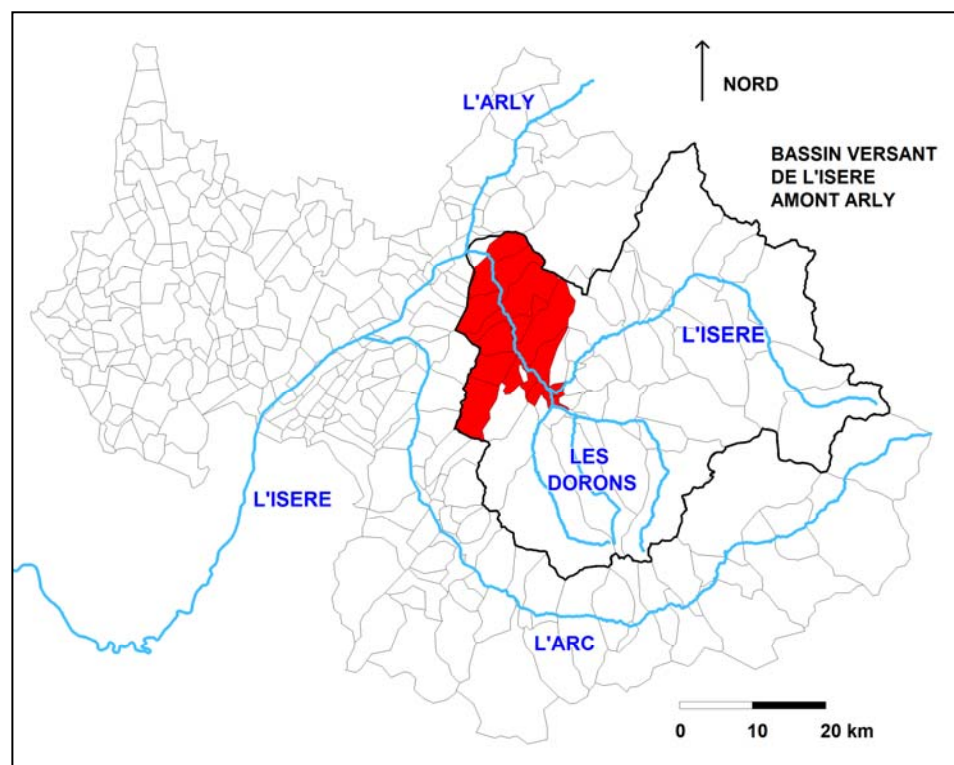 L'ARLY
NORD
BASSIN VERSANT
DE L'ISERE
AMONT ARLY
L'ISERE
LES
DORONS
L'ISERE
L'ARC
0 10 20 km